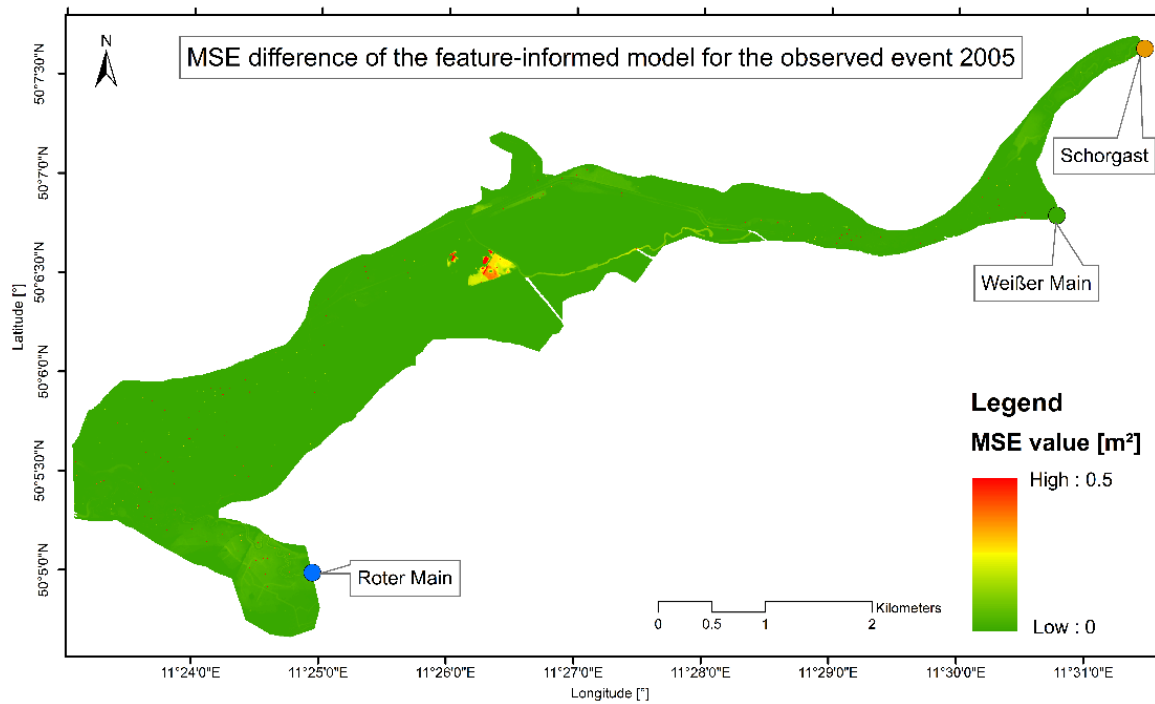 MSE difference of the feature-informed model for the observed event 2005
N
50°7'30"N
50°7'0"N
50°6'30"N
50°6'0"N
50°5'30"N
50°5'0"N
Latitude [°]
Schorgast
Weißer Main
Roter Main
Legend
MSE value [m²]
High : 0.5
Low : 0
Kilometers
0 0.5 1 2
11°24'0"E 11°25'0"E 11°26'0"E 11°27'0"E 11°28'0"E 11°29'0"E 11°30'0"E 11°31'0"E
Longitude [°]